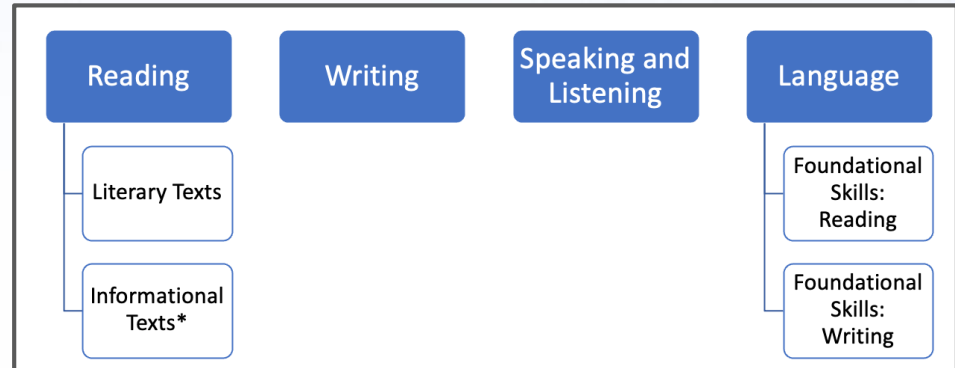 Reading
Writing
Speaking and
Listening
Language
Literary Texts
Informational
Texts*
Foundational
Skills:
Reading
Foundational
Skills:
Writing